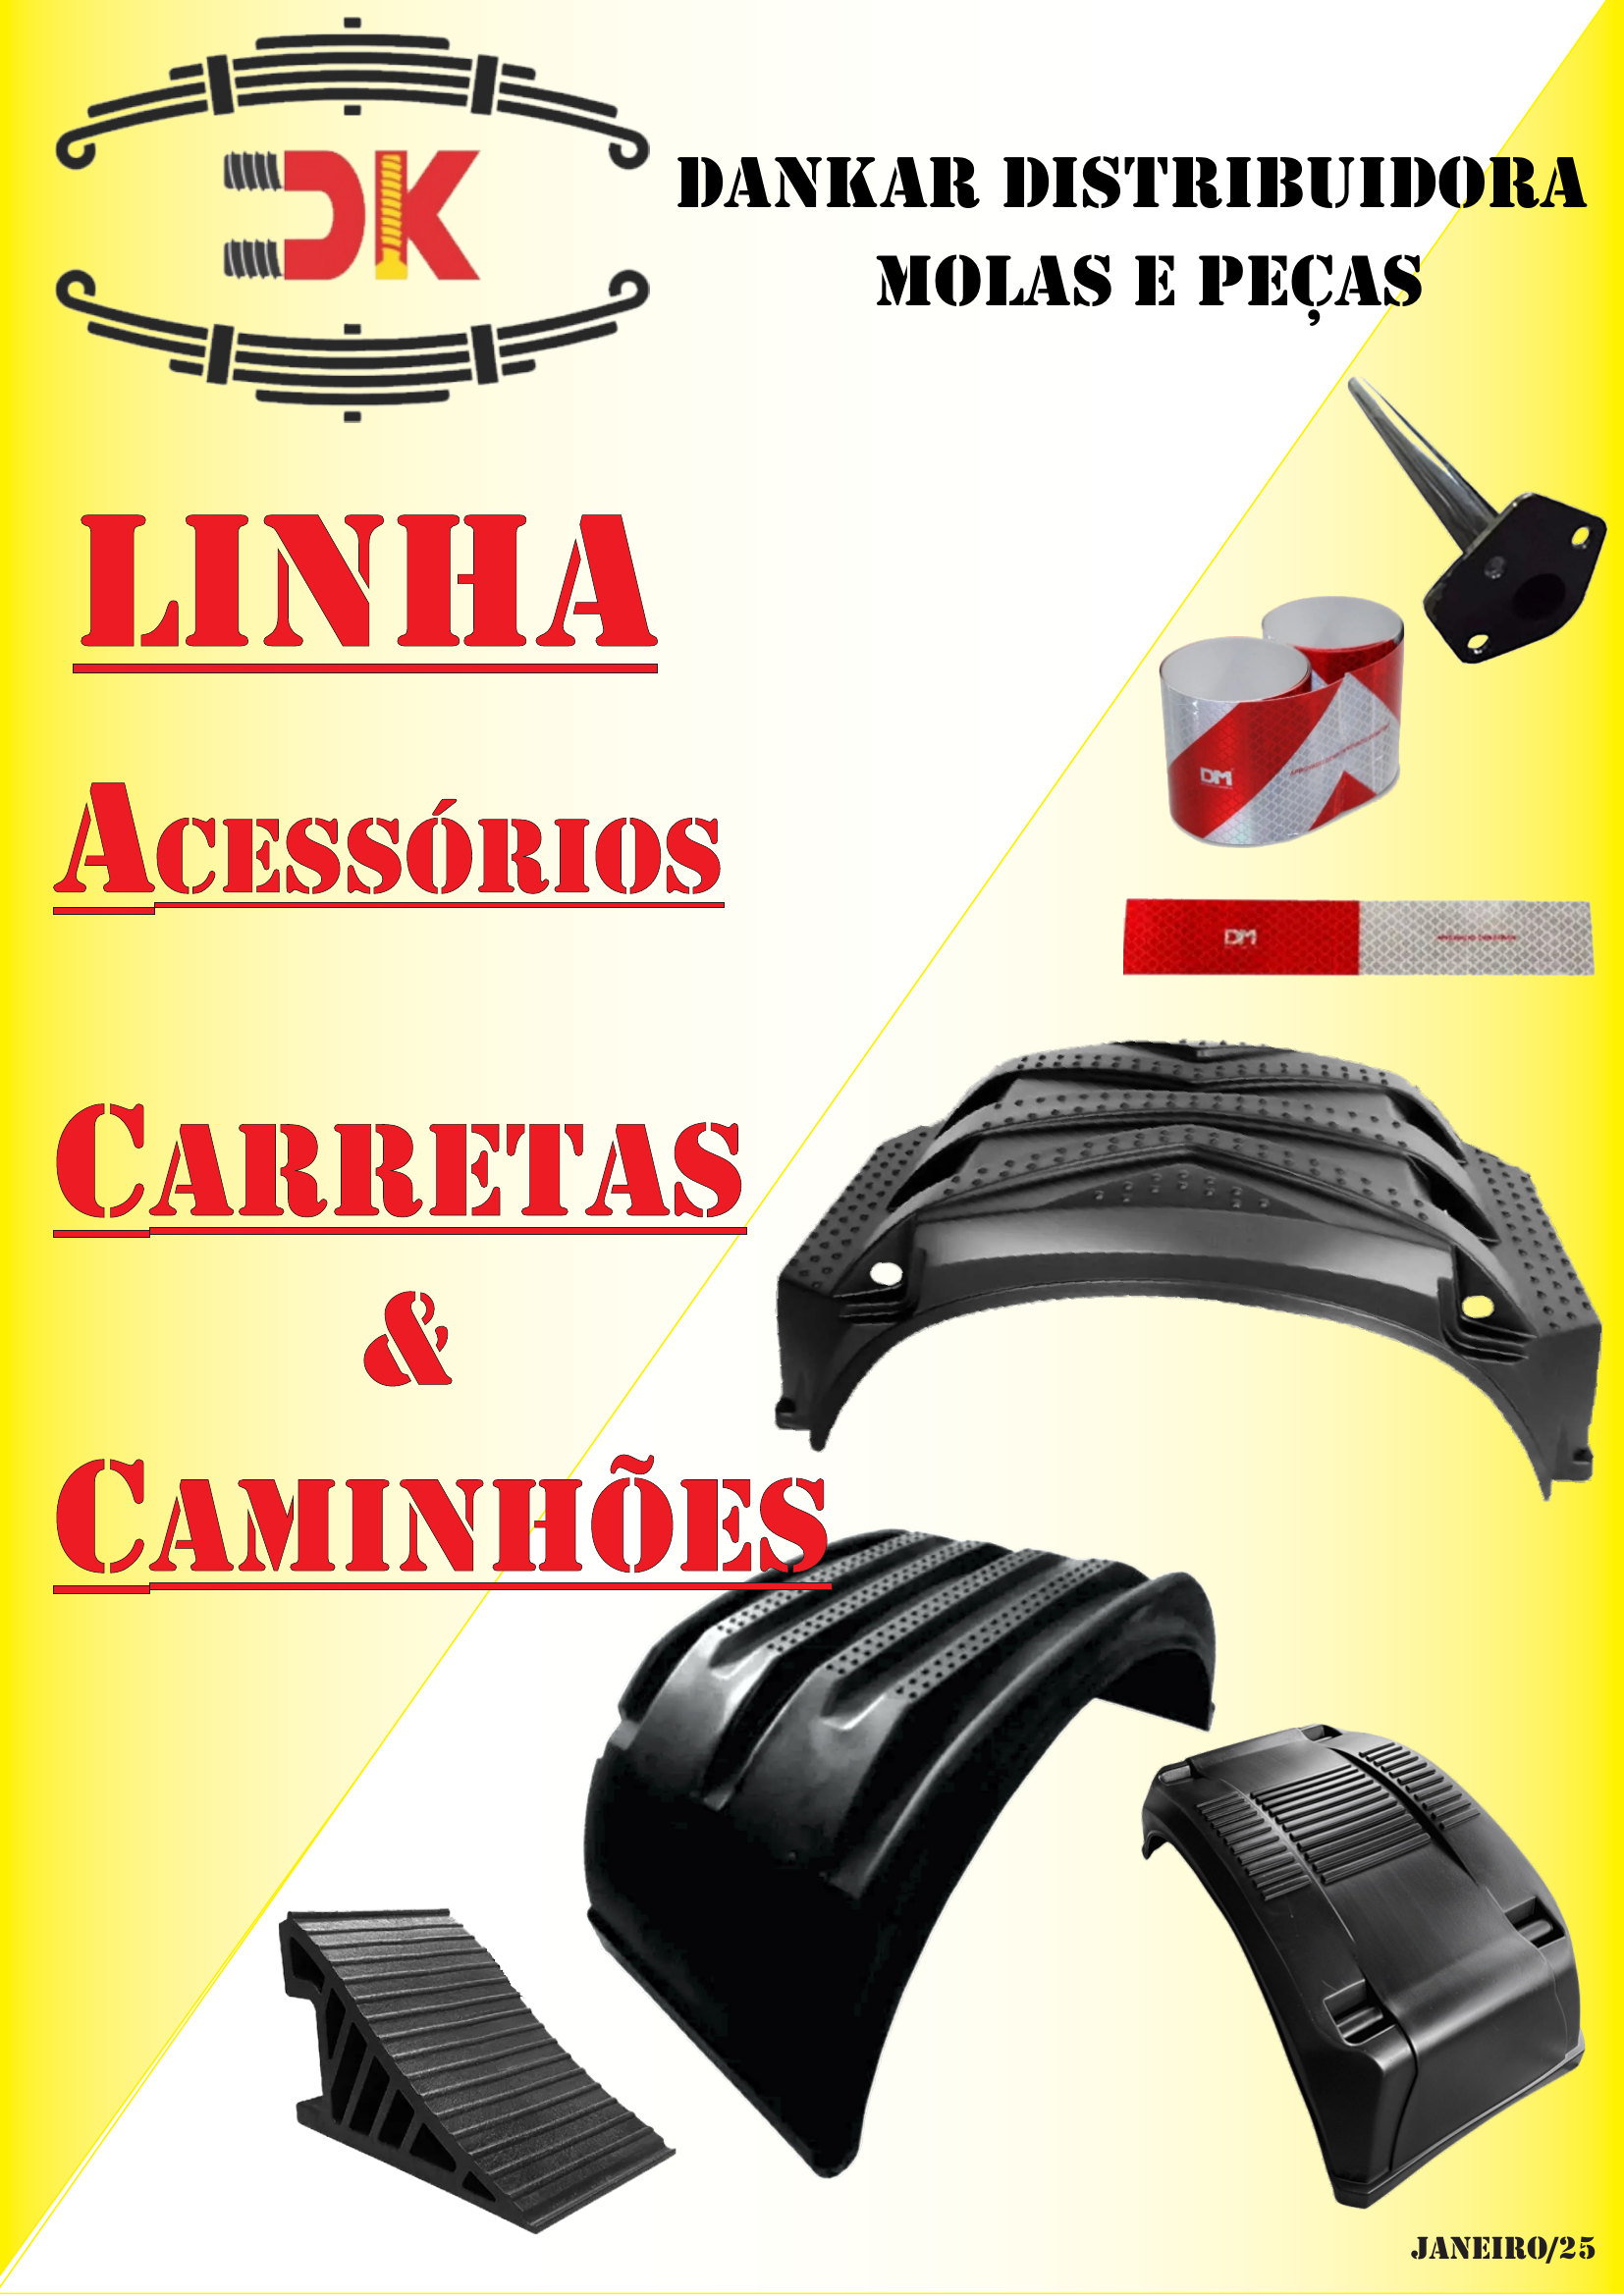 DK
DANKAR DISTRIBUIDORA
MOLAS E PEÇAS
LINHA
ACESSÓRIOS
CARRETAS
&
CAMINHÕES
DM
DM
JANEIRO/25